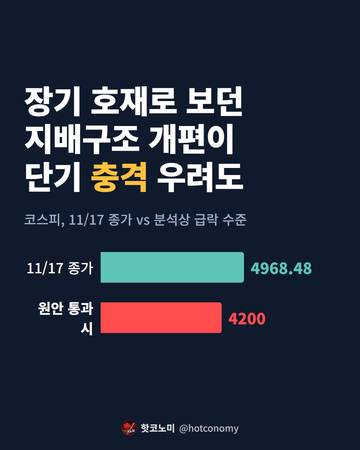 장기 호재로 보던
지배구조 개편이
단기 충격 우려도
코스피, 11/17 종가 vs 분석상 급락 수준
11/17 종가
4968.48
원안 통과
시
4200
핫코노미 @hotconomy